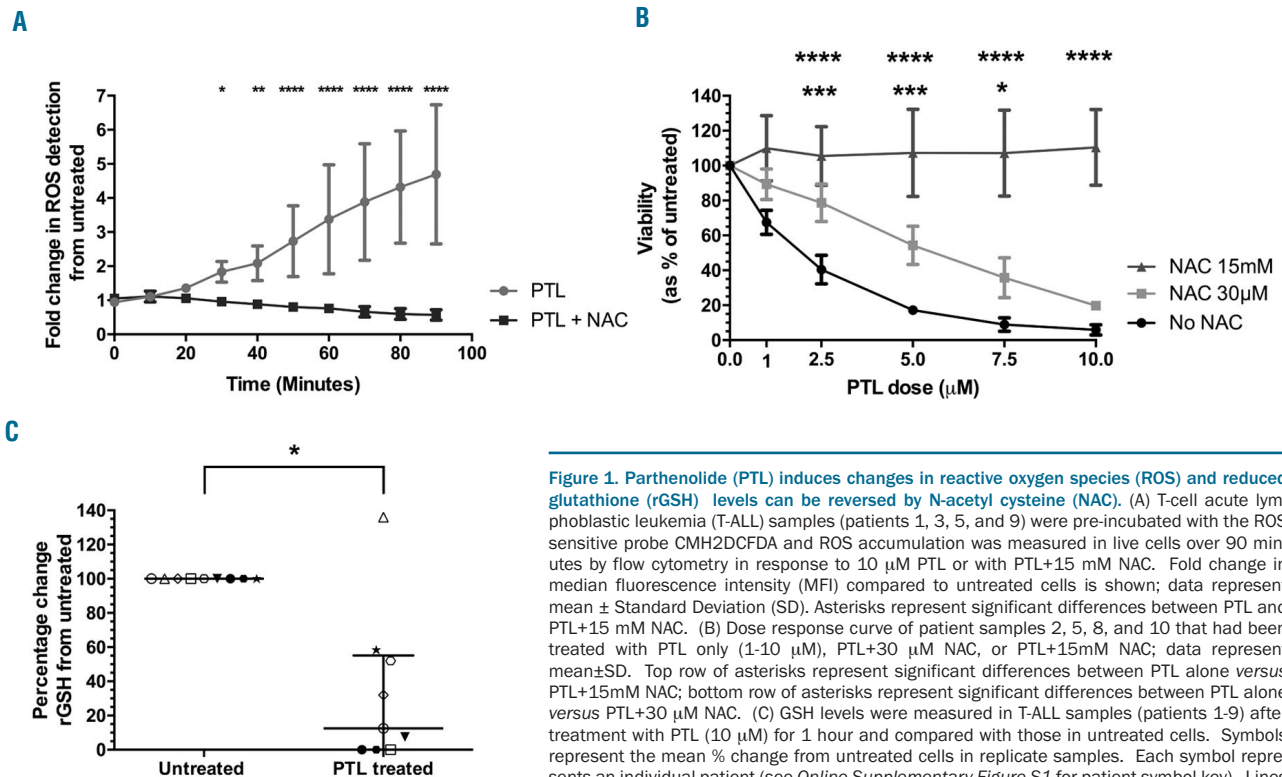 A
B
* ** **** **** **** **** ****
7
6
5
4
3
2
1
0
Fold change in ROS detection
from untreated
0 20 40 60 80 100
Time (Minutes)
PTL
PTL + NAC
**** **** **** ****
*** *** *
140
120
100
80
60
40
20
0
Viability
(as % of untreated)
0.0 1 2.5 5.0 7.5 10.0
PTL dose (μM)
NAC 15mM
NAC 30μM
No NAC
C
*
140
120
100
80
60
40
20
0
Percentage change
rGSH from untreated
Untreated PTL treated
Figure 1. Parthenolide (PTL) induces changes in reactive oxygen species (ROS) and reduced
glutathione (rGSH) levels can be reversed by N-acetyl cysteine (NAC). (A) T-cell acute lym
phoblastic leukemia (T-ALL) samples (patients 1, 3, 5, and 9) were pre-incubated with the ROS
sensitive probe CMH2DCFDA and ROS accumulation was measured in live cells over 90 min
utes by flow cytometry in response to 10 μM PTL or with PTL+15 mM NAC. Fold change in
median fluorescence intensity (MFI) compared to untreated cells is shown; data represent
mean ± Standard Deviation (SD). Asterisks represent significant differences between PTL and
PTL+15 mM NAC. (B) Dose response curve of patient samples 2, 5, 8, and 10 that had been
treated with PTL only (1-10 μM), PTL+30 μM NAC, or PTL+15mM NAC; data represent
mean±SD. Top row of asterisks represent significant differences between PTL alone versus
PTL+15mM NAC; bottom row of asterisks represent significant differences between PTL alone
versus PTL+30 μM NAC. (C) GSH levels were measured in T-ALL samples (patients 1-9) after
treatment with PTL (10 μM) for 1 hour and compared with those in untreated cells. Symbols
represent the mean % change from untreated cells in replicate samples. Each symbol repre
sents an individual patient (see Online Supplementary Figure S1 for patient symbol key). Lines